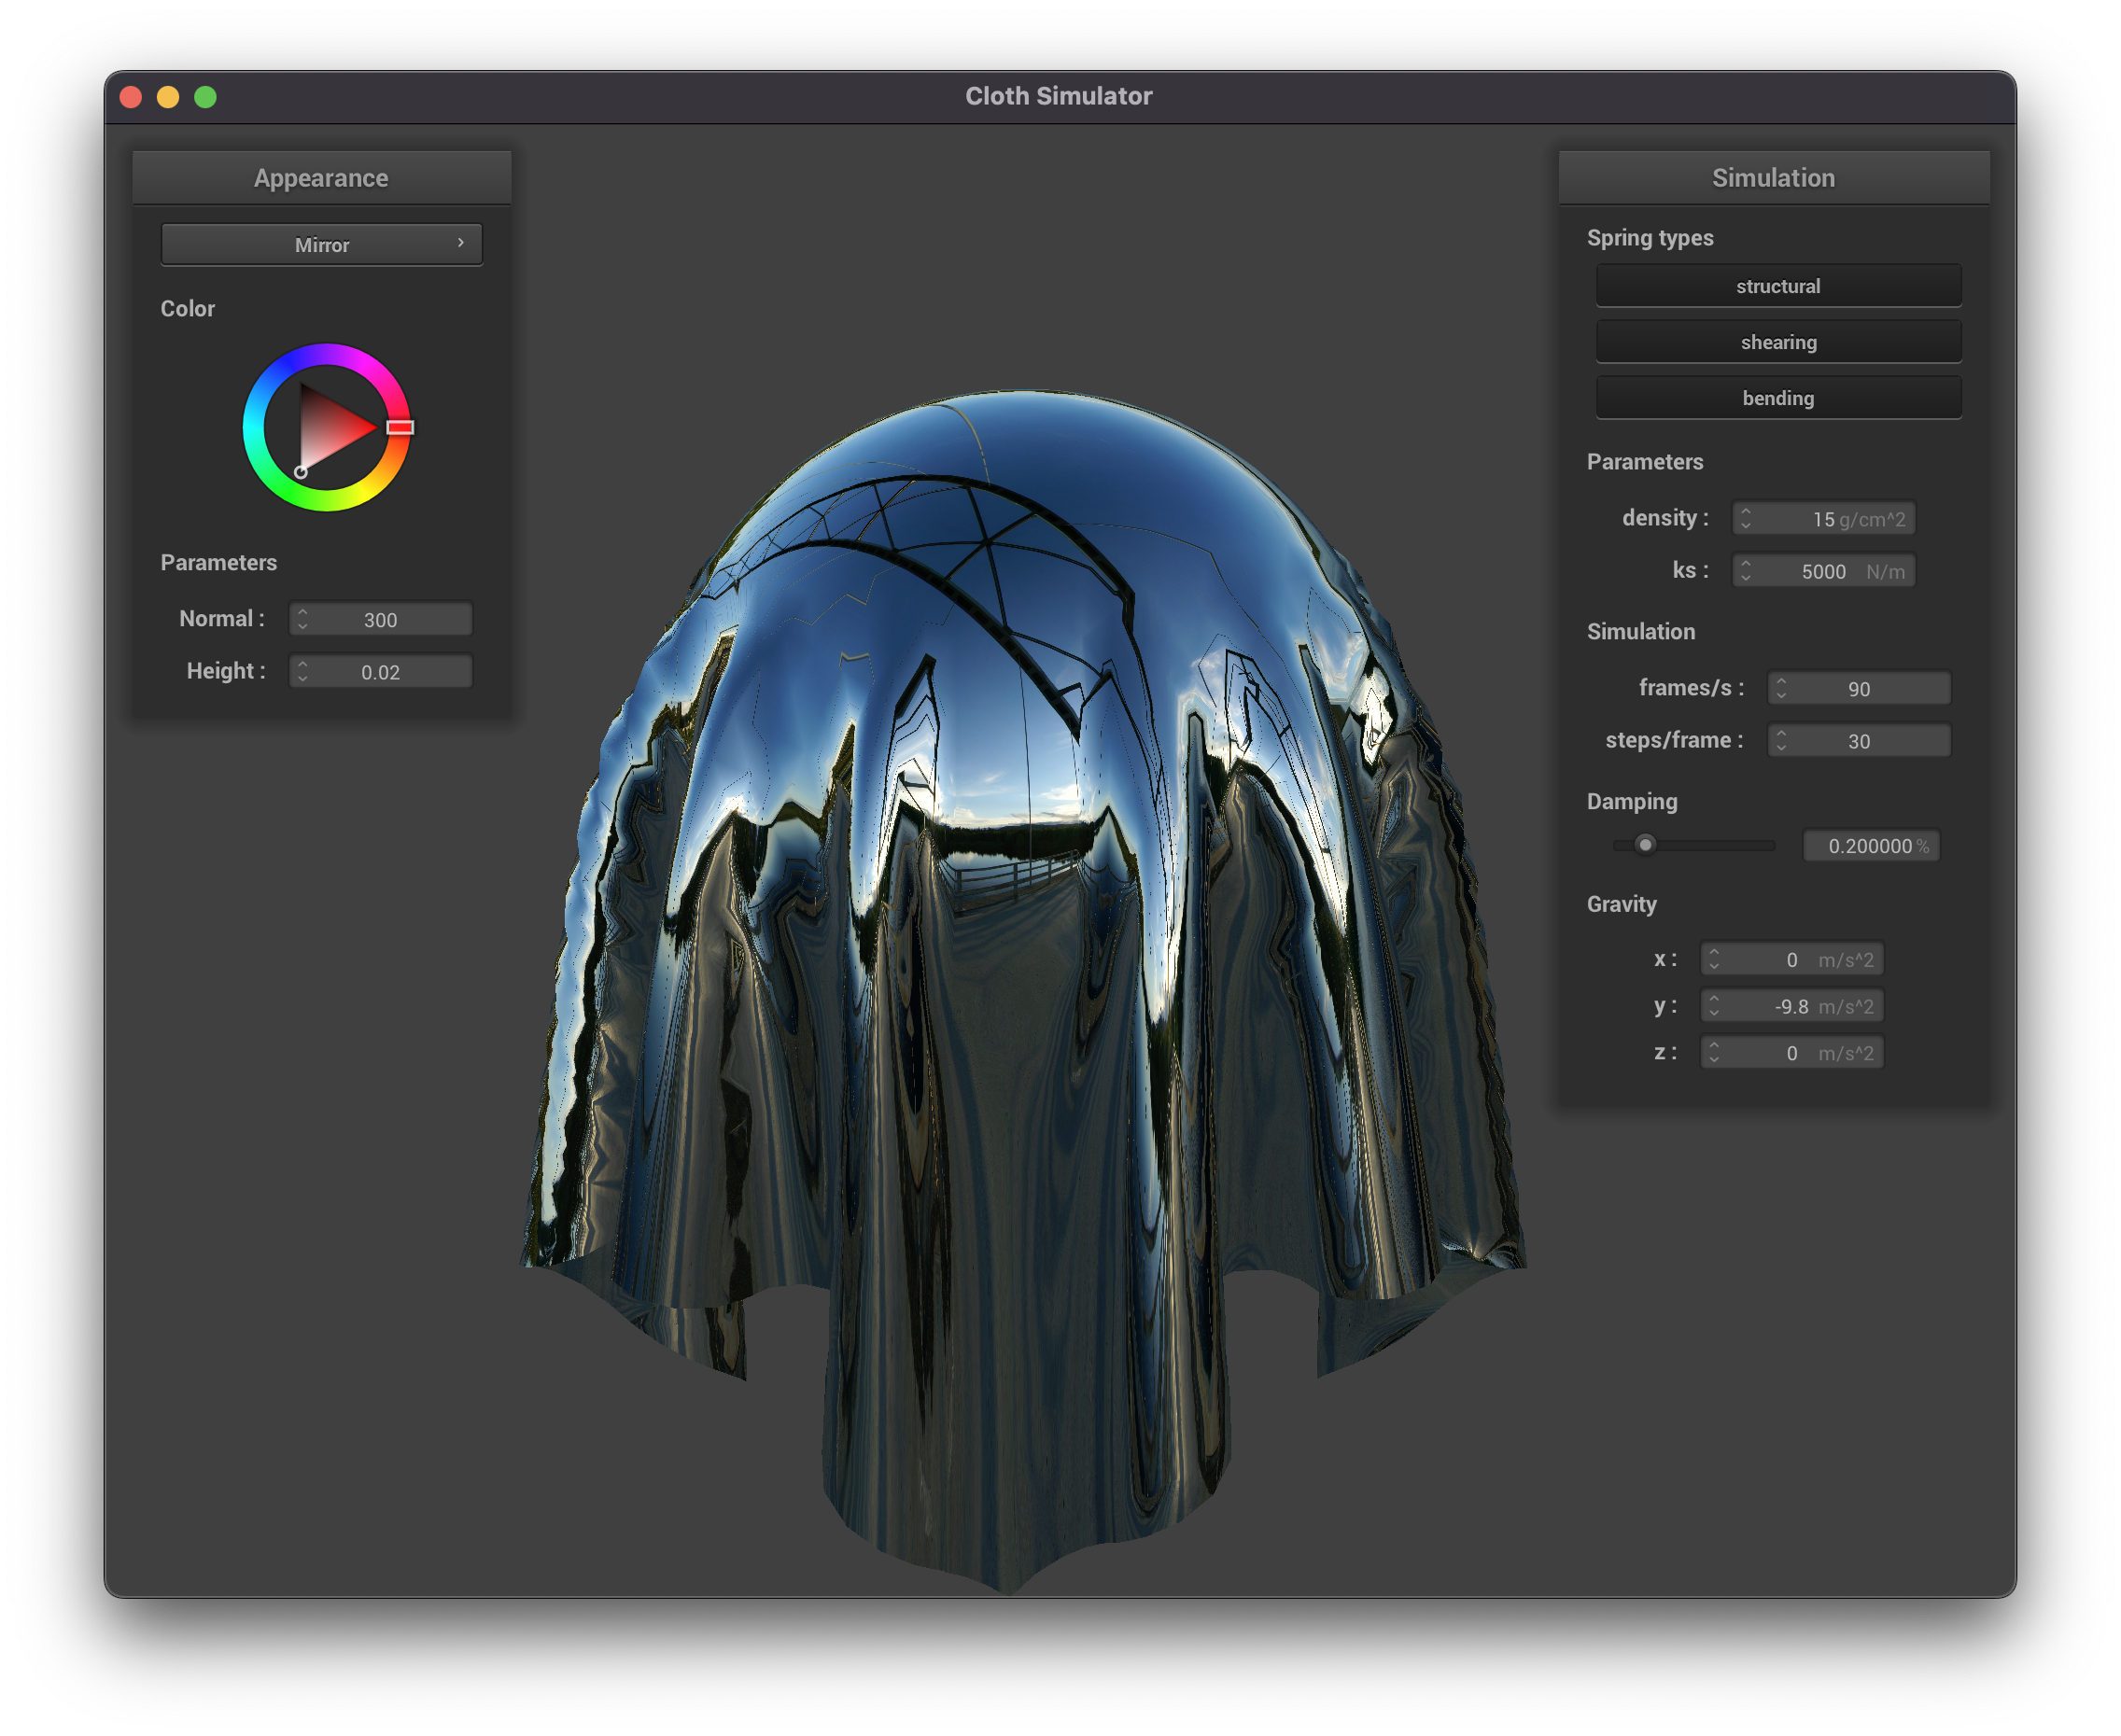 Cloth Simulator
Appearance
Mirror
Color
Parameters
Normal : 300
Height : 0.02
Simulation
Spring types
structural
shearing
bending
Parameters
density : 15 g/cm^2
ks : 5000 N/m
Simulation
frames/s : 90
steps/frame : 30
Damping
0.200000 %
Gravity
x : 0 m/s^2
y : -9.8 m/s^2
z : 0 m/s^2